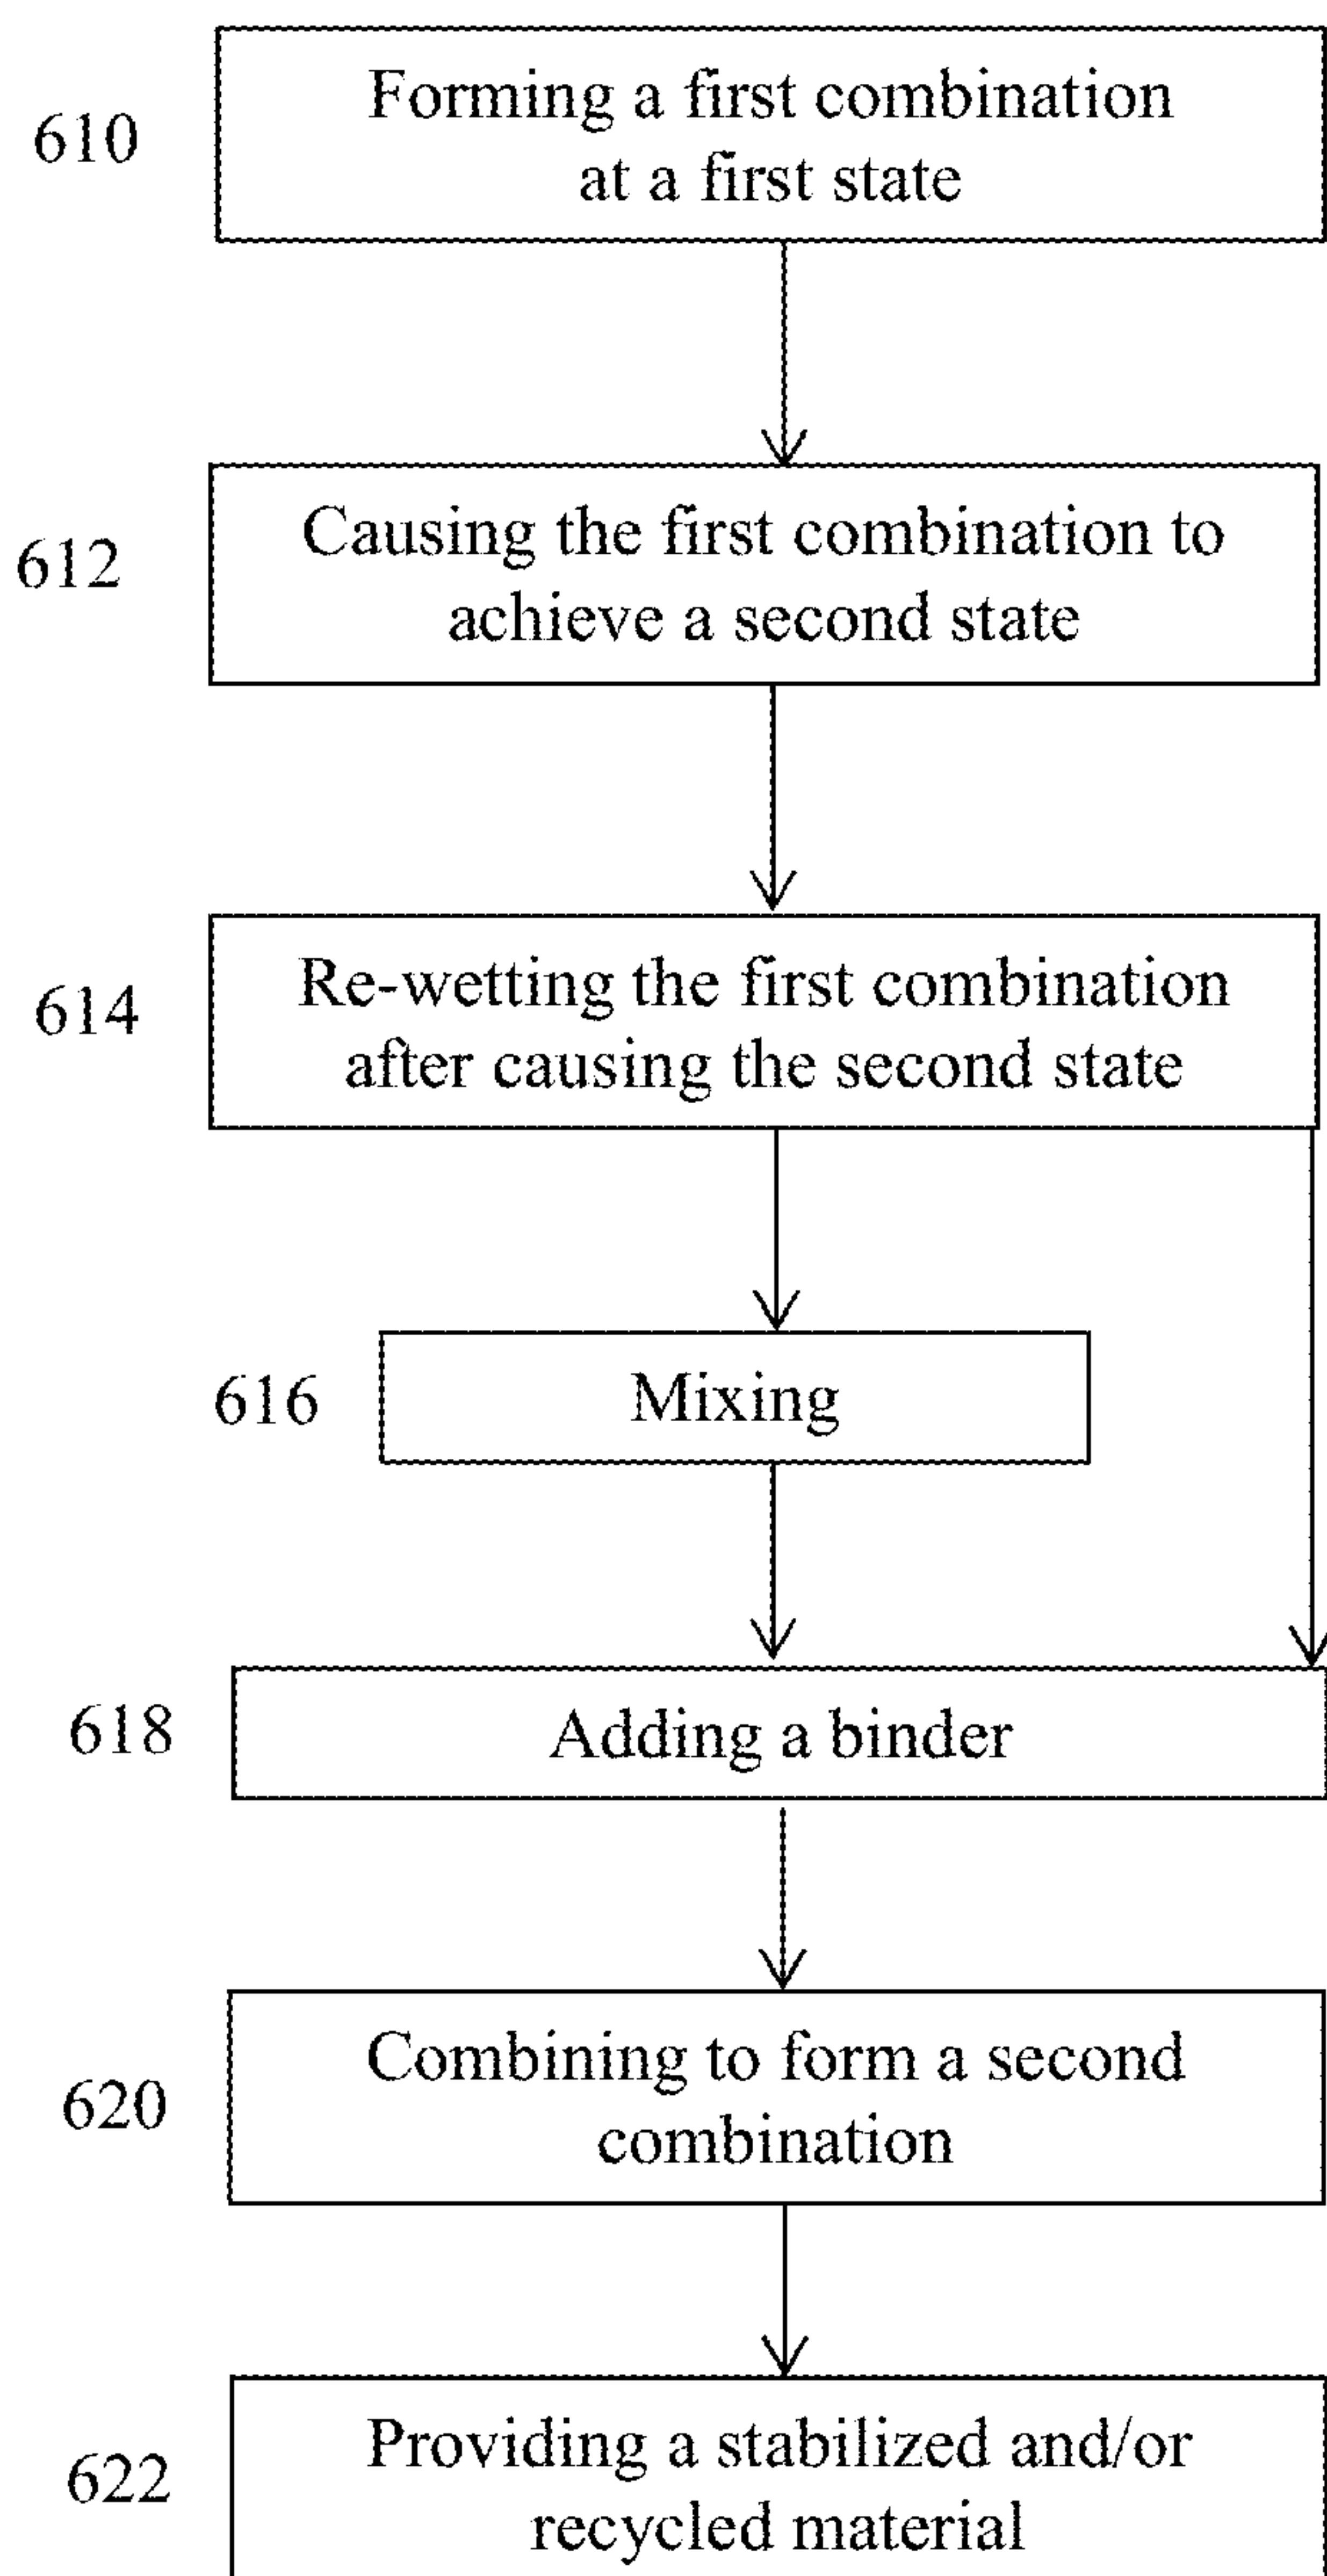 610
Forming a first combination
at a first state
612
Causing the first combination to
achieve a second state
614
Re-wetting the first combination
after causing the second state
616
Mixing
618
Adding a binder
620
Combining to form a second
combination
622
Providing a stabilized and/or
recycled material